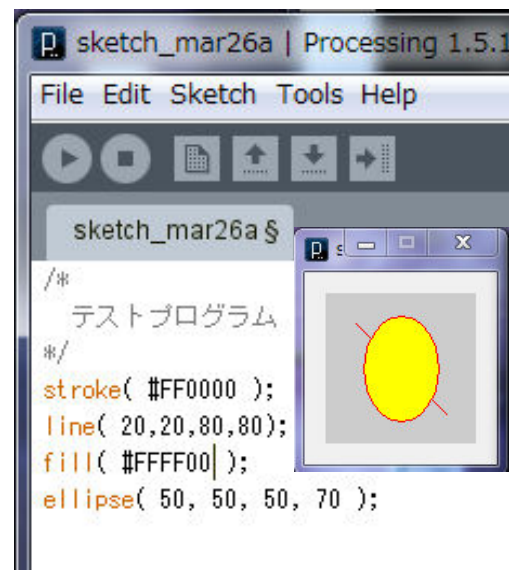 sketch_mar26a | Processing 1.5.1
File Edit Sketch Tools Help
sketch_mar26a §
/*
テストプログラム
*/
stroke( #FF0000 );
line( 20,20,80,80);
fill( #FFFF00 );
ellipse( 50, 50, 50, 70 );
s